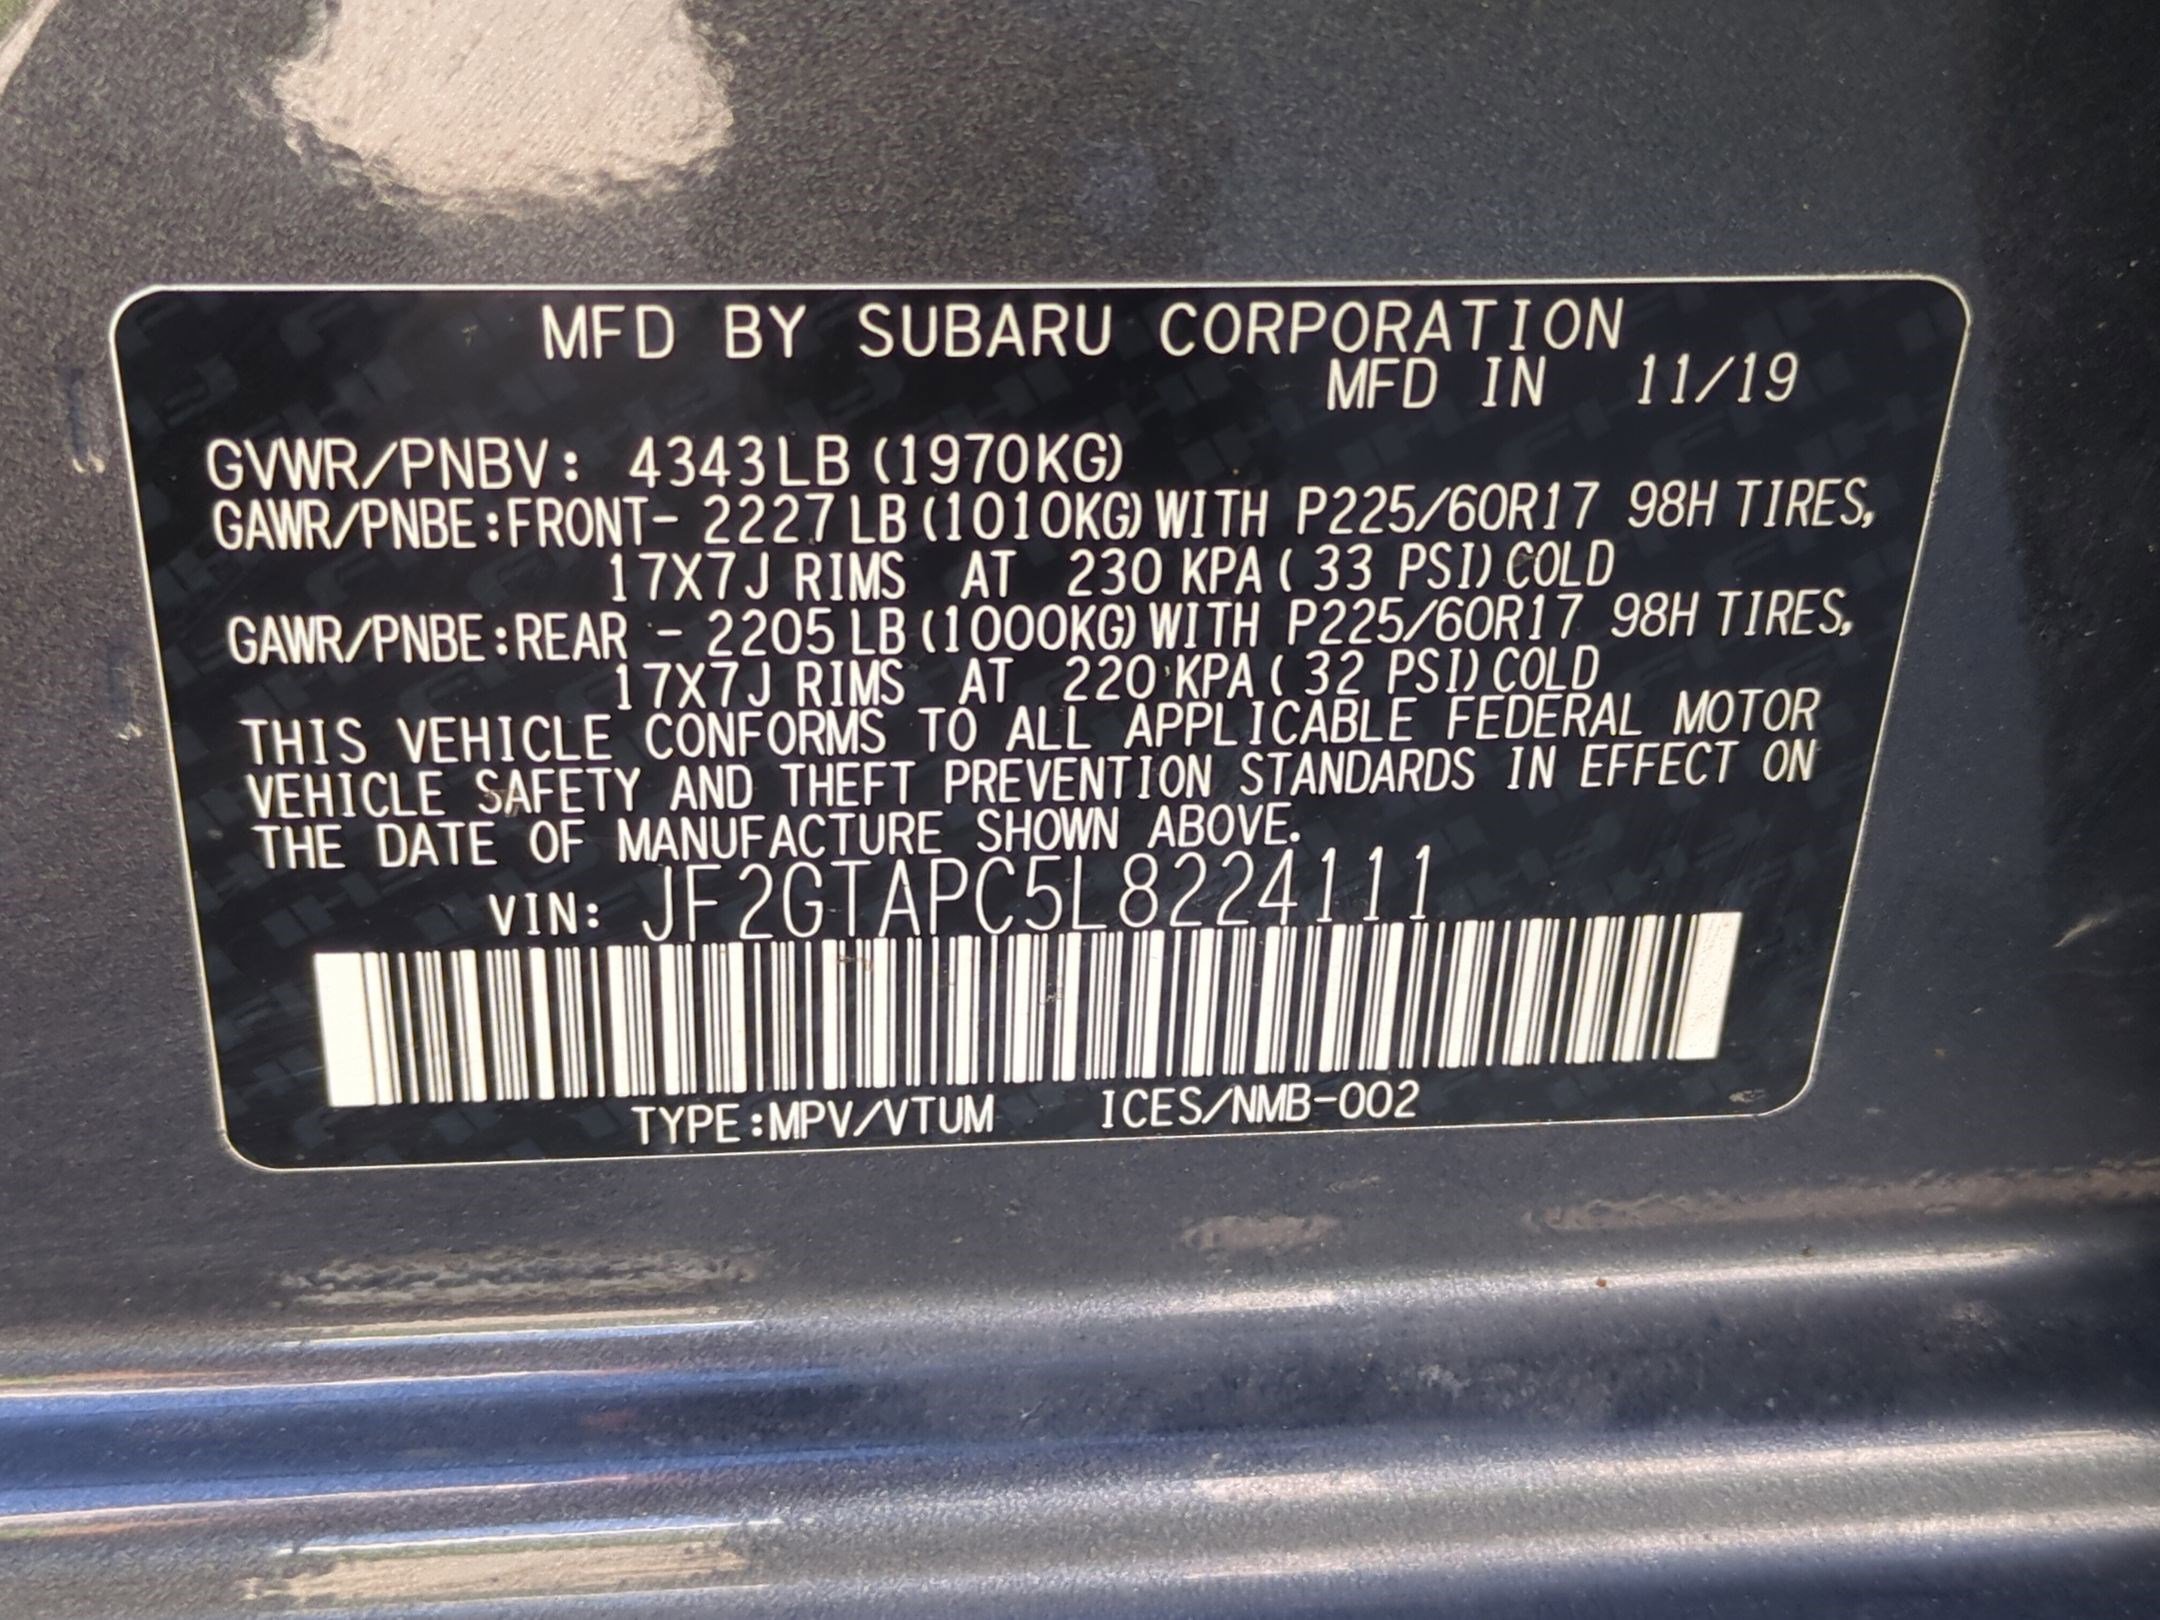 MFD BY SUBARU CORPORATION
MFD IN 11/19
GVWR/PNBV: 4343LB (1970KG)
GAWR/PNBE:FRONT- 2227LB (1010KG) WITH P225/60R17 98H TIRES,
17X7J RIMS AT 230 KPA ( 33 PSI) COLD
GAWR/PNBE:REAR - 2205LB (1000KG) WITH P225/60R17 98H TIRES,
17X7J RIMS AT 220 KPA ( 32 PSI) COLD
THIS VEHICLE CONFORMS TO ALL APPLICABLE FEDERAL MOTOR
VEHICLE SAFETY AND THEFT PREVENTION STANDARDS IN EFFECT ON
THE DATE OF MANUFACTURE SHOWN ABOVE.
VIN: JF2GTAPC5L8224111
TYPE:MPV/VTUM ICES/NMB-002